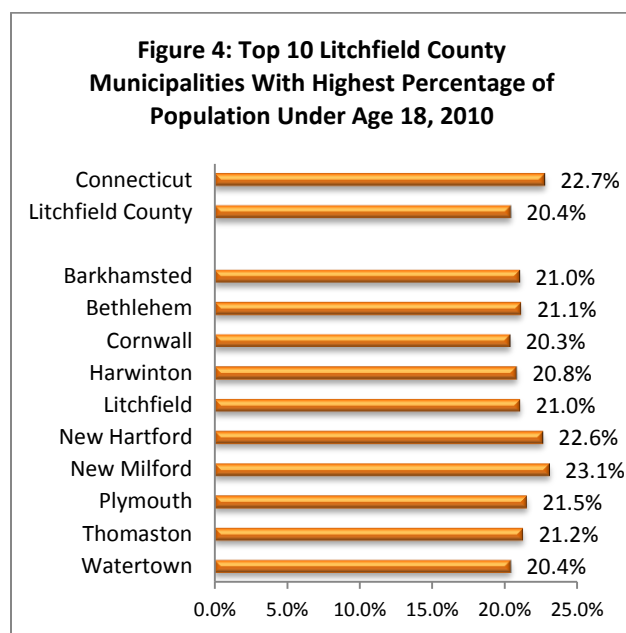 Figure 4: Top 10 Litchfield County
Municipalities With Highest Percentage of
Population Under Age 18, 2010
Connecticut 22.7%
Litchfield County 20.4%
Barkhamsted 21.0%
Bethlehem 21.1%
Cornwall 20.3%
Harwinton 20.8%
Litchfield 21.0%
New Hartford 22.6%
New Milford 23.1%
Plymouth 21.5%
Thomaston 21.2%
Watertown 20.4%
0.0% 5.0% 10.0% 15.0% 20.0% 25.0%